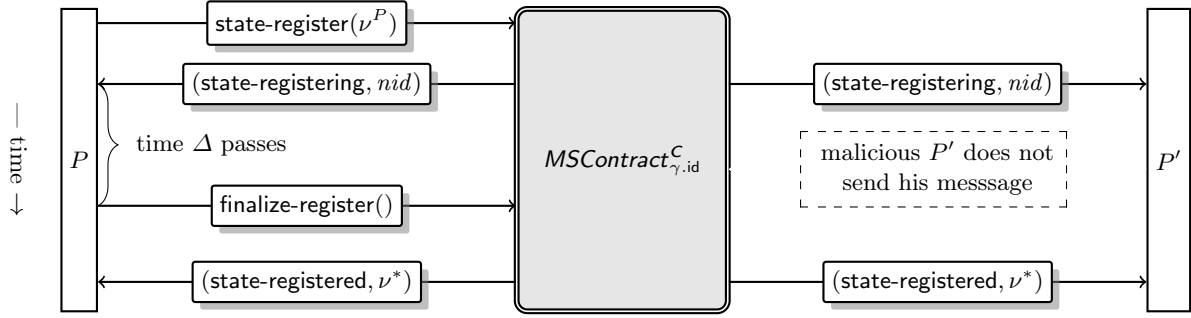 state-register(ν^P)
(state-registering, nid)
(state-registering, nid)
— time →
P
time Δ passes
MSContract^C_γ.id
malicious P′ does not
send his messsage
P′
finalize-register()
(state-registered, ν*)
(state-registered, ν*)